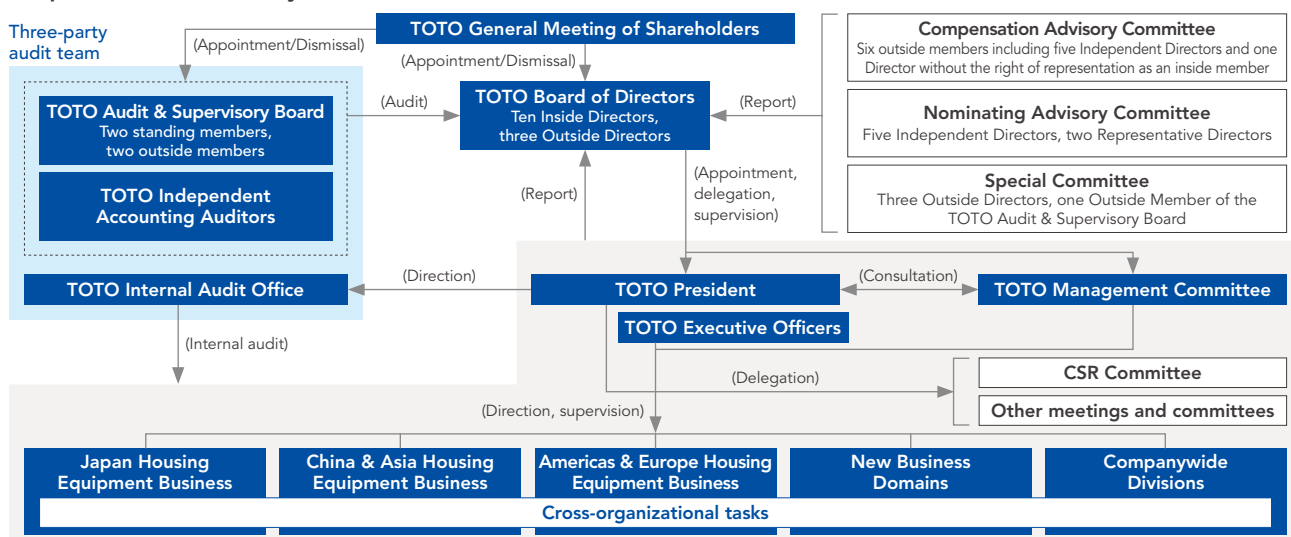 Three-party
audit team
(Appointment/Dismissal)
TOTO General Meeting of Shareholders
(Appointment/Dismissal)
Compensation Advisory Committee
Six outside members including five Independent Directors and one
Director without the right of representation as an inside member
TOTO Audit & Supervisory Board
Two standing members,
two outside members
(Audit)
TOTO Board of Directors
Ten Inside Directors,
three Outside Directors
(Report)
Nominating Advisory Committee
Five Independent Directors, two Representative Directors
TOTO Independent
Accounting Auditors
(Report)
(Appointment,
delegation,
supervision)
Special Committee
Three Outside Directors, one Outside Member of the
TOTO Audit & Supervisory Board
TOTO Internal Audit Office
(Direction)
TOTO President
(Consultation)
TOTO Management Committee
TOTO Executive Officers
(Internal audit)
(Delegation)
CSR Committee
Other meetings and committees
(Direction, supervision)
Japan Housing
Equipment Business
China & Asia Housing
Equipment Business
Americas & Europe Housing
Equipment Business
New Business
Domains
Companywide
Divisions
Cross-organizational tasks